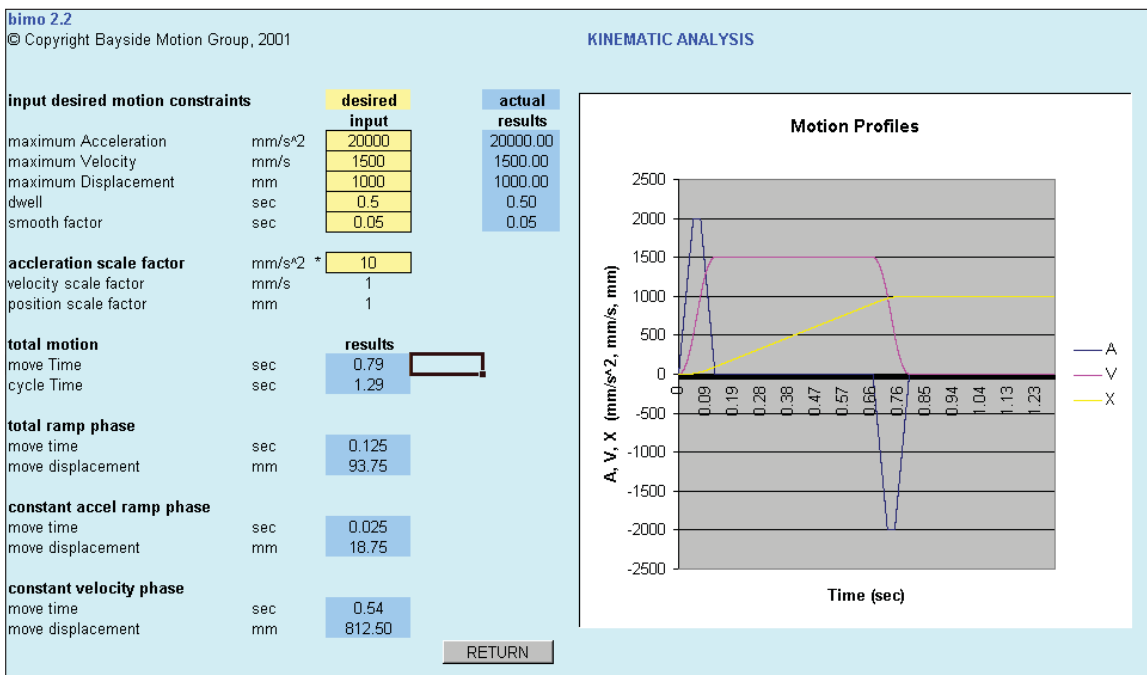 bimo 2.2
© Copyright Bayside Motion Group, 2001
KINEMATIC ANALYSIS
input desired motion constraints desired actual
input results
maximum Acceleration mm/s^2 20000 20000.00
maximum Velocity mm/s 1500 1500.00
maximum Displacement mm 1000 1000.00
dwell sec 0.5 0.50
smooth factor sec 0.05 0.05
accleration scale factor mm/s^2 * 10
velocity scale factor mm/s 1
position scale factor mm 1
total motion results
move Time sec 0.79
cycle Time sec 1.29
total ramp phase
move time sec 0.125
move displacement mm 93.75
constant accel ramp phase
move time sec 0.025
move displacement mm 18.75
constant velocity phase
move time sec 0.54
move displacement mm 812.50
RETURN
Motion Profiles
A, V, X (mm/s^2, mm/s, mm)
2500
2000
1500
1000
500
0
-500
-1000
-1500
-2000
-2500
0 0.09 0.19 0.28 0.38 0.47 0.57 0.66 0.76 0.85 0.94 1.04 1.13 1.23
Time (sec)
A
V
X